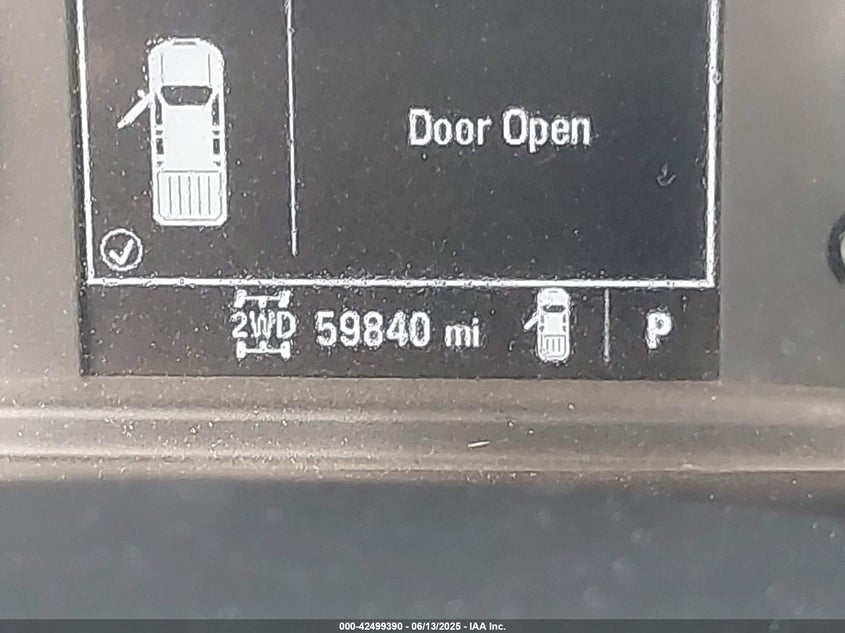 Door Open
2WD 59840 mi P
000-42499390 - 06/13/2025 - IAA Inc.